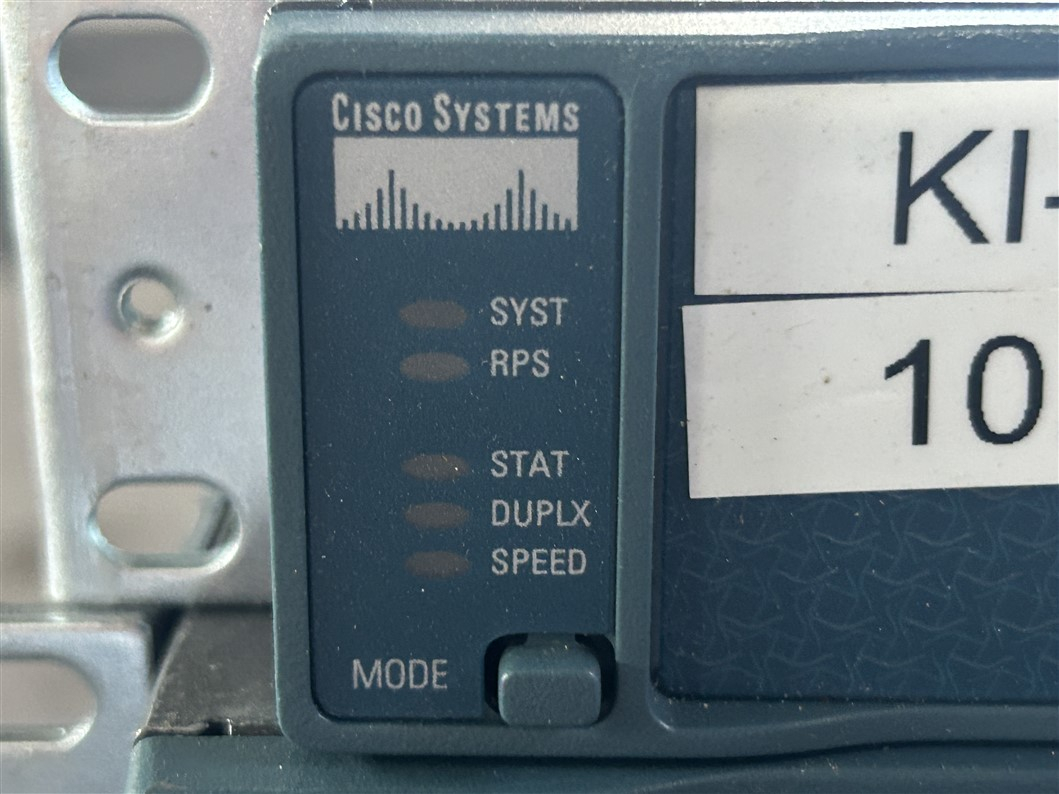 CISCO SYSTEMS
SYST
RPS
STAT
DUPLX
SPEED
MODE
KI-
10